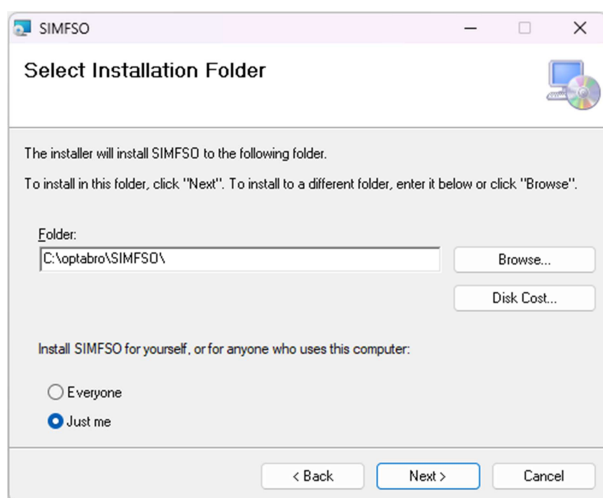 SIMFSO
Select Installation Folder
The installer will install SIMFSO to the following folder.
To install in this folder, click "Next". To install to a different folder, enter it below or click "Browse".
Folder:
C:\optabro\SIMFSO\
Browse...
Disk Cost...
Install SIMFSO for yourself, or for anyone who uses this computer:
Everyone
Just me
< Back
Next >
Cancel